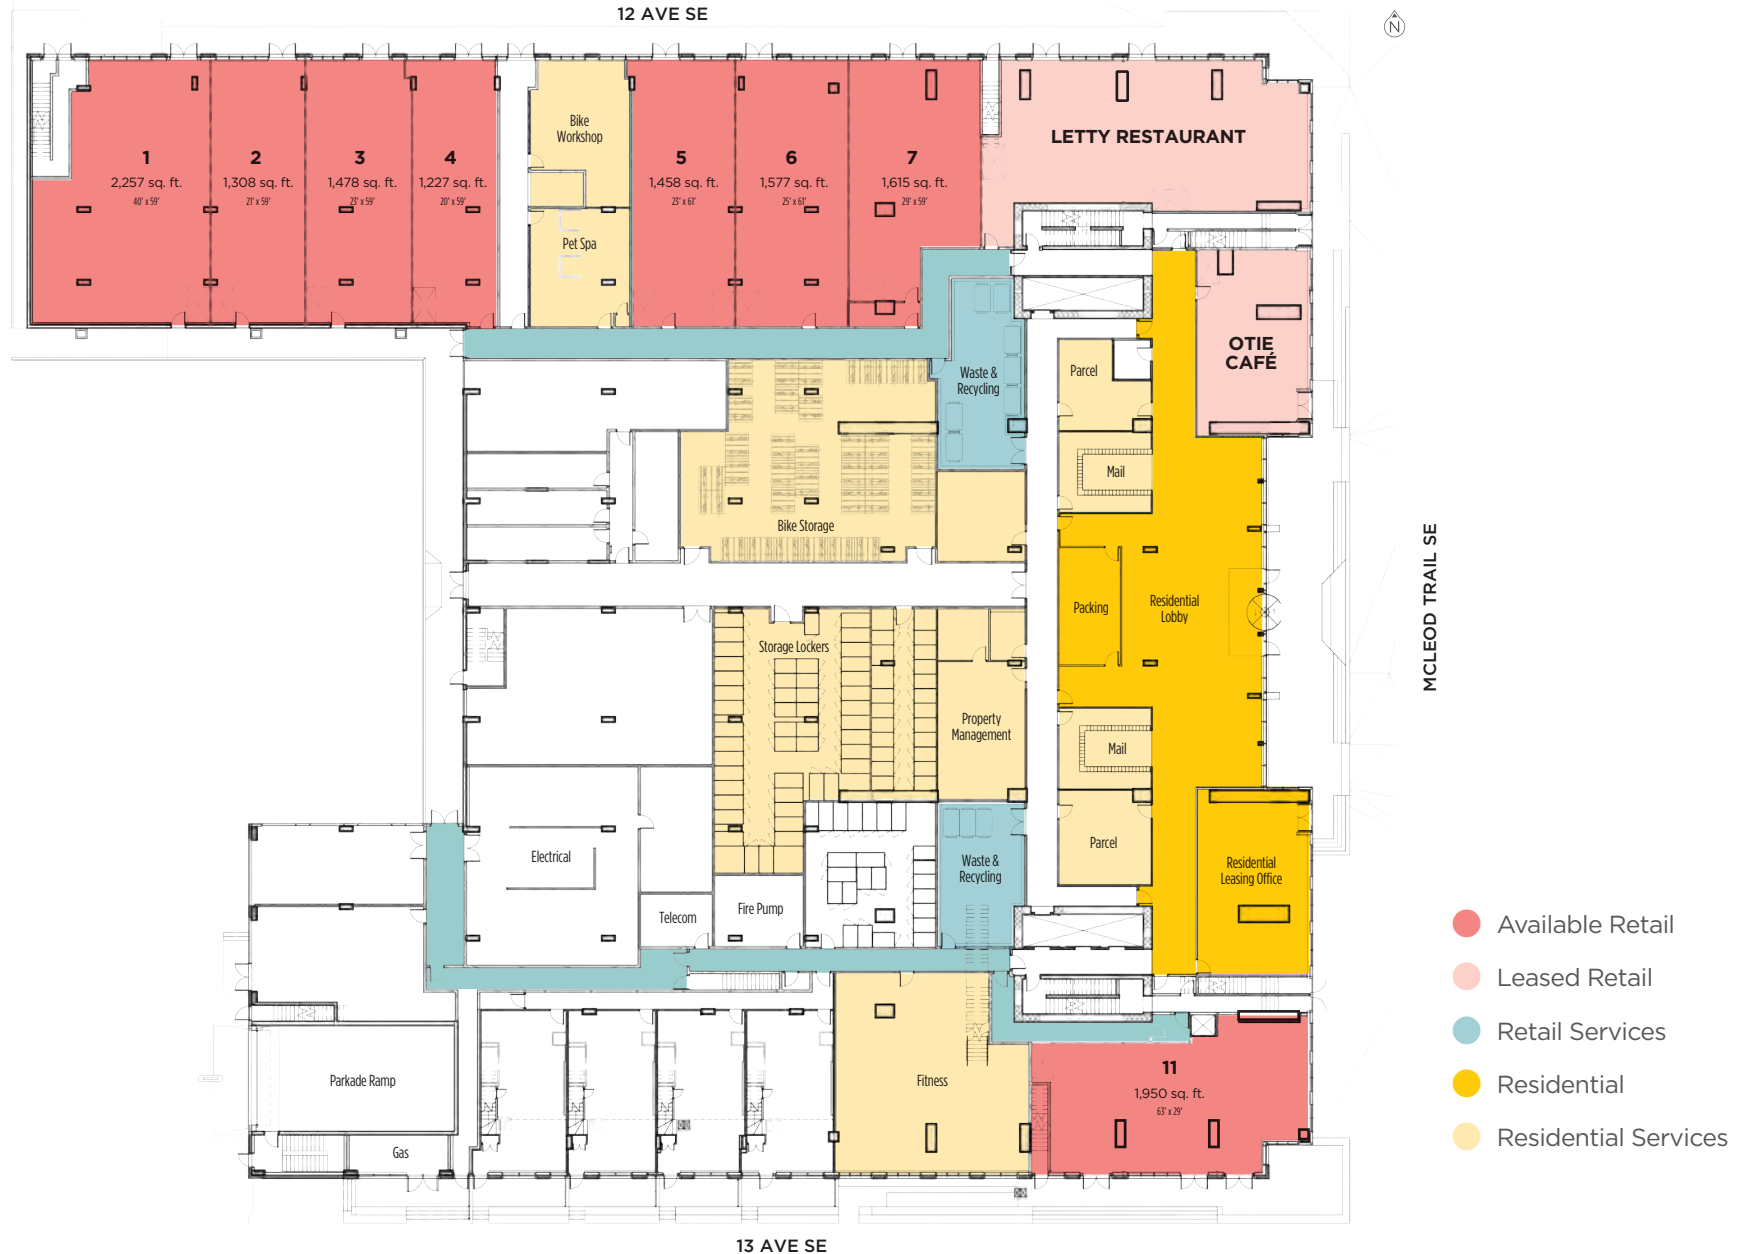 12 AVE SE
N
1
2,257 sq. ft.
40' x 59'
2
1,308 sq. ft.
21' x 59'
3
1,478 sq. ft.
23' x 59'
4
1,227 sq. ft.
20' x 59'
Bike
Workshop
Pet Spa
5
1,458 sq. ft.
23' x 61'
6
1,577 sq. ft.
25' x 61'
7
1,615 sq. ft.
29' x 59'
LETTY RESTAURANT
OTIE
CAFÉ
Waste &
Recycling
Parcel
Mail
Bike Storage
Packing
Residential
Lobby
MCLEOD TRAIL SE
Storage Lockers
Property
Management
Mail
Parcel
Electrical
Waste &
Recycling
Residential
Leasing Office
Telecom
Fire Pump
Parkade Ramp
Gas
Fitness
11
1,950 sq. ft.
63' x 29'
Available Retail
Leased Retail
Retail Services
Residential
Residential Services
13 AVE SE